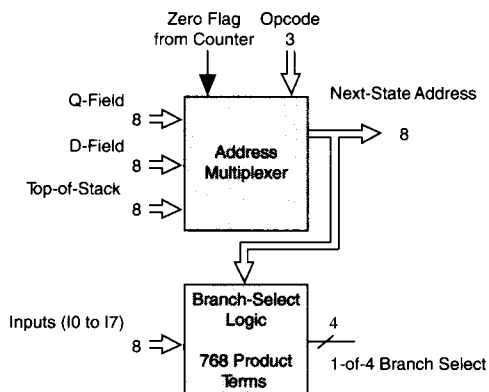 Zero Flag
from Counter
Opcode
3
Next-State Address
8
Q-Field
8
D-Field
8
Top-of-Stack
8
Address
Multiplexer
Inputs (I0 to I7)
8
Branch-Select
Logic
768 Product
Terms
4
1-of-4 Branch Select